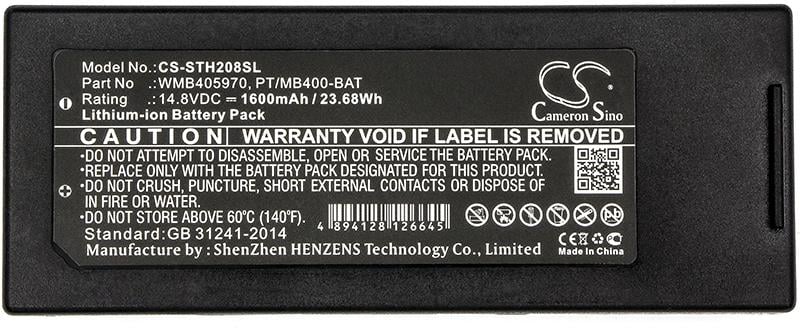 Model No.:CS-STH208SL
Part No :WMB405970, PT/MB400-BAT
Rating :14.8VDC ⎓ 1600mAh / 23.68Wh
Lithium-ion Battery Pack
CS
Cameron Sino
CAUTION WARRANTY VOID IF LABEL IS REMOVED
•DO NOT ATTEMPT TO DISASSEMBLE, OPEN OR SERVICE THE BATTERY PACK.
•REPLACE ONLY WITH THE BATTERY DESIGNATED FOR THIS PRODUCT.
•DO NOT CRUSH, PUNCTURE, SHORT EXTERNAL CONTACTS OR DISPOSE OF
IN FIRE OR WATER.
•DO NOT STORE ABOVE 60℃ (140℉).
4 894128 126645
Standard:GB 31241-2014
Manufacture by : ShenZhen HENZENS Technology Co., Limited
CE FC
Made In China